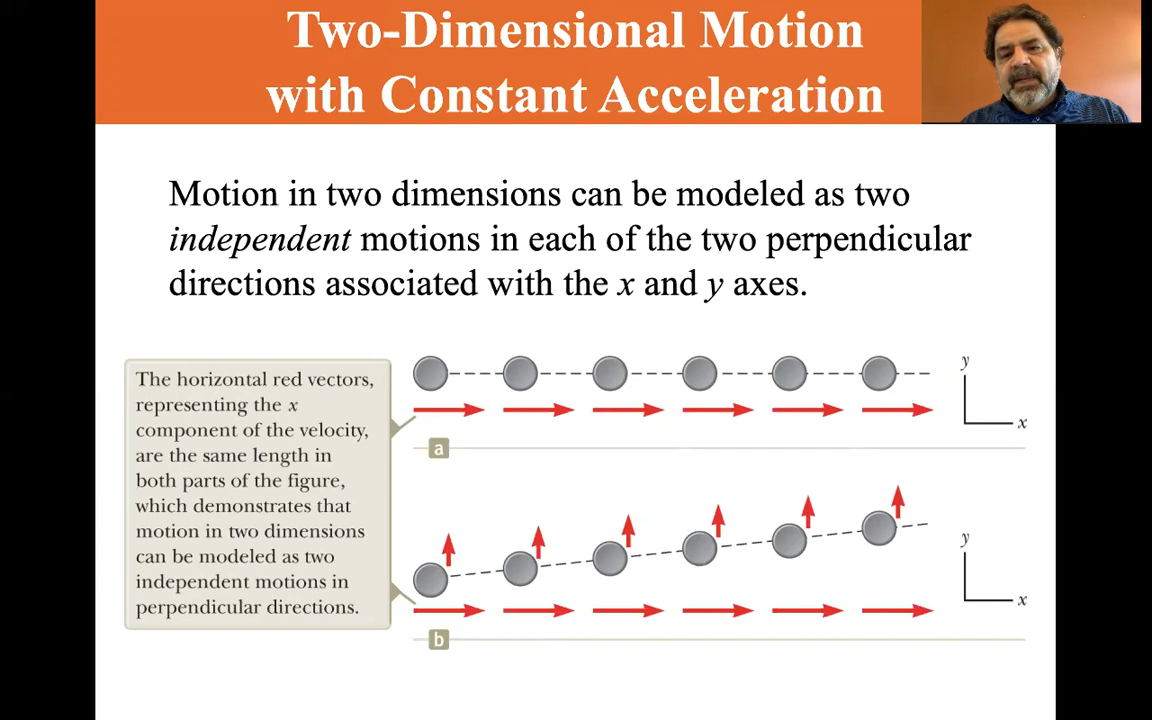 Two-Dimensional Motion
with Constant Acceleration
Motion in two dimensions can be modeled as two
independent motions in each of the two perpendicular
directions associated with the x and y axes.
The horizontal red vectors,
representing the x
component of the velocity,
are the same length in
both parts of the figure,
which demonstrates that
motion in two dimensions
can be modeled as two
independent motions in
perpendicular directions.
y
x
a
y
x
b